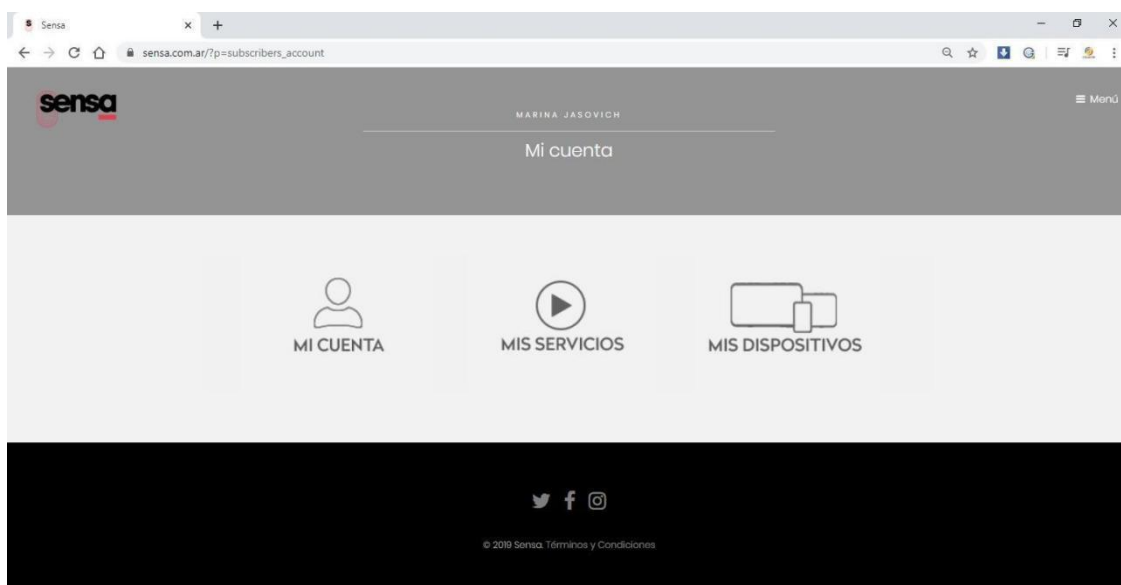 Sensa
sensa.com.ar/?p=subscribers_account
sensa
Menú
MARINA JASOVICH
Mi cuenta
MI CUENTA
MIS SERVICIOS
MIS DISPOSITIVOS
© 2019 Sensa. Términos y Condiciones